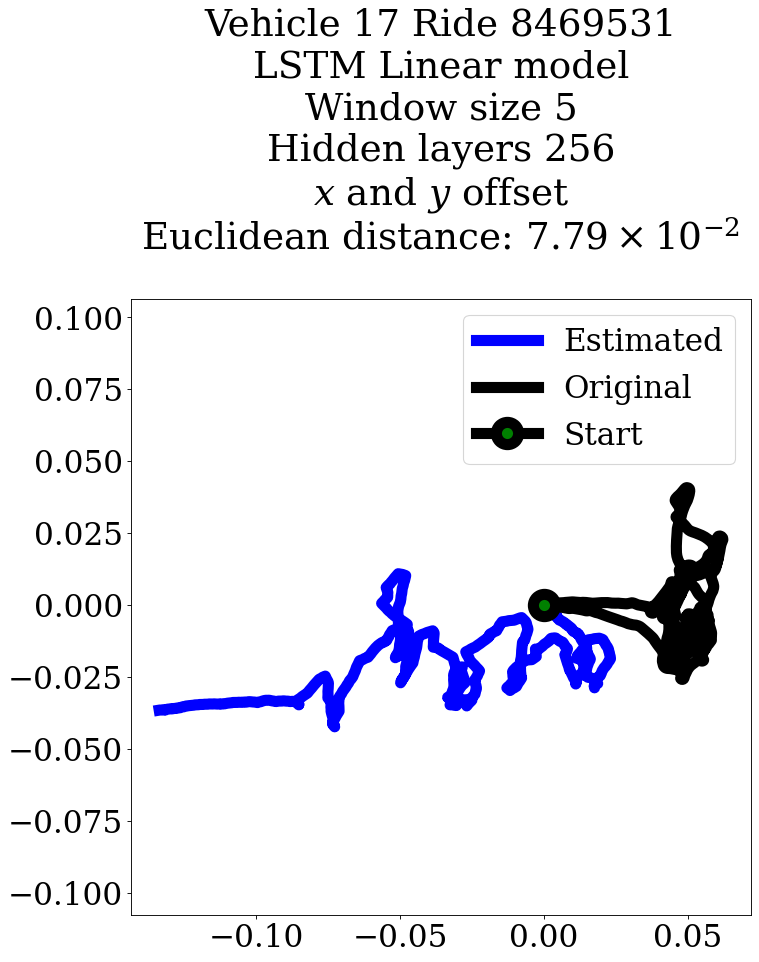 Vehicle 17 Ride 8469531
LSTM Linear model
Window size 5
Hidden layers 256
x and y offset
Euclidean distance: 7.79 × 10⁻²
Estimated
Original
Start
0.100
0.075
0.050
0.025
0.000
−0.025
−0.050
−0.075
−0.100
−0.10 −0.05 0.00 0.05